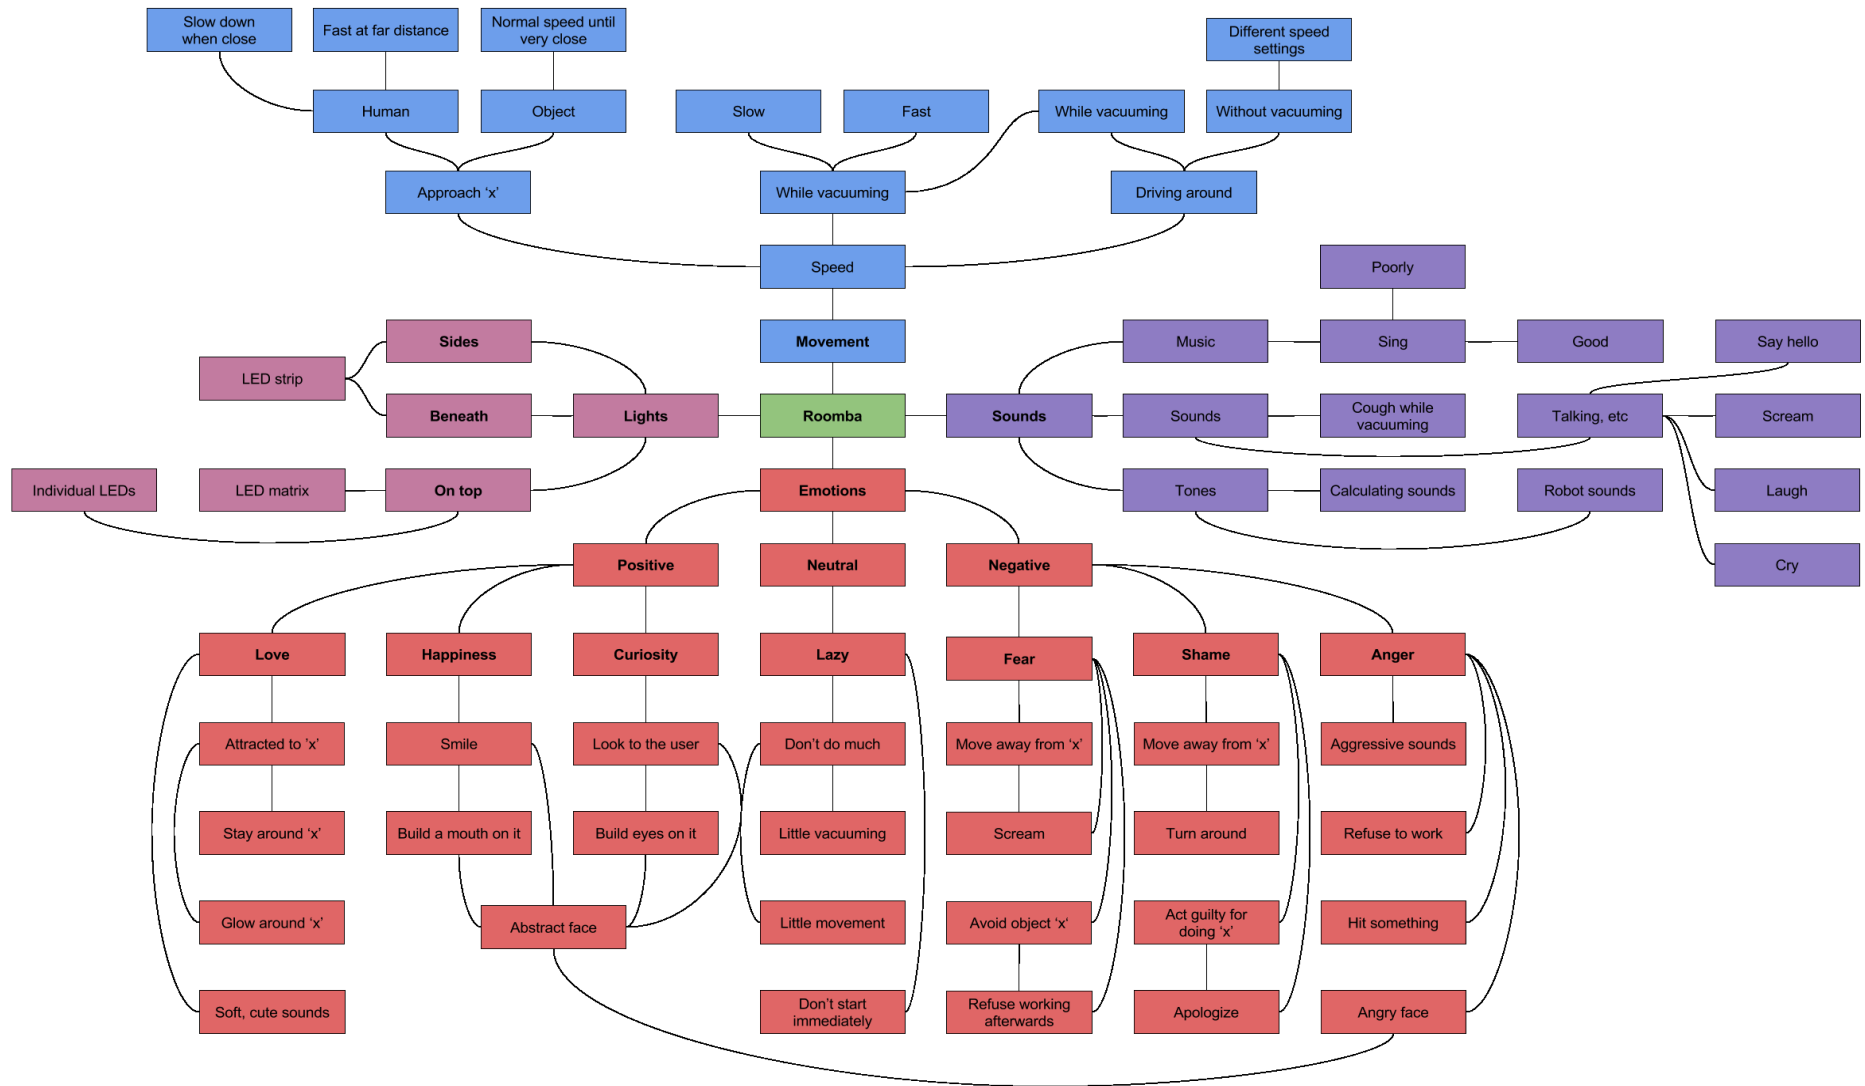 Slow down
when close
Fast at far distance
Normal speed until
very close
Different speed
settings
Human
Object
Slow
Fast
While vacuuming
Without vacuuming
Approach ‘x’
While vacuuming
Driving around
Speed
Poorly
Sides
Movement
Music
Sing
Good
Say hello
LED strip
Beneath
Lights
Roomba
Sounds
Sounds
Cough while
vacuuming
Talking, etc
Scream
Individual LEDs
LED matrix
On top
Emotions
Tones
Calculating sounds
Robot sounds
Laugh
Positive
Neutral
Negative
Cry
Love
Happiness
Curiosity
Lazy
Fear
Shame
Anger
Attracted to ’x’
Smile
Look to the user
Don’t do much
Move away from ‘x’
Move away from ‘x’
Aggressive sounds
Stay around ‘x’
Build a mouth on it
Build eyes on it
Little vacuuming
Scream
Turn around
Refuse to work
Glow around ‘x’
Abstract face
Little movement
Avoid object ‘x‘
Act guilty for
doing ‘x’
Hit something
Soft, cute sounds
Don’t start
immediately
Refuse working
afterwards
Apologize
Angry face